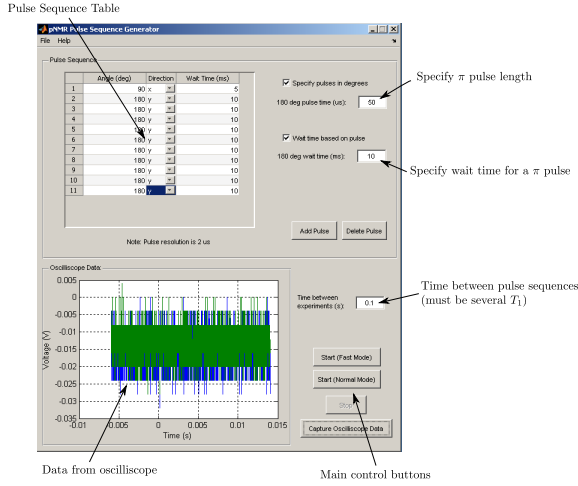 Pulse Sequence Table
pNMR Pulse Sequence Generator
File Help
Pulse Sequence
Angle (deg) Direction Wait Time (ms)
1 90 x 5
2 180 y 10
3 180 y 10
4 180 y 10
5 180 y 10
6 180 y 10
7 180 y 10
8 180 y 10
9 180 y 10
10 180 y 10
11 180 y 10
Note: Pulse resolution is 2 us
Specify pulses in degrees
180 deg pulse time (us): 50
Wait time based on pulse
180 deg wait time (ms): 10
Add Pulse Delete Pulse
Specify π pulse length
Specify wait time for a π pulse
Oscilliscope Data:
0.005
0
-0.005
-0.01
-0.015
-0.02
-0.025
-0.03
-0.035
Voltage (V)
-0.01 -0.005 0 0.005 0.01 0.015
Time (s)
Time between
experiments (s): 0.1
Start (Fast Mode)
Start (Normal Mode)
Stop
Capture Oscilliscope Data
Time between pulse sequences
(must be several T₁)
Data from oscilliscope
Main control buttons